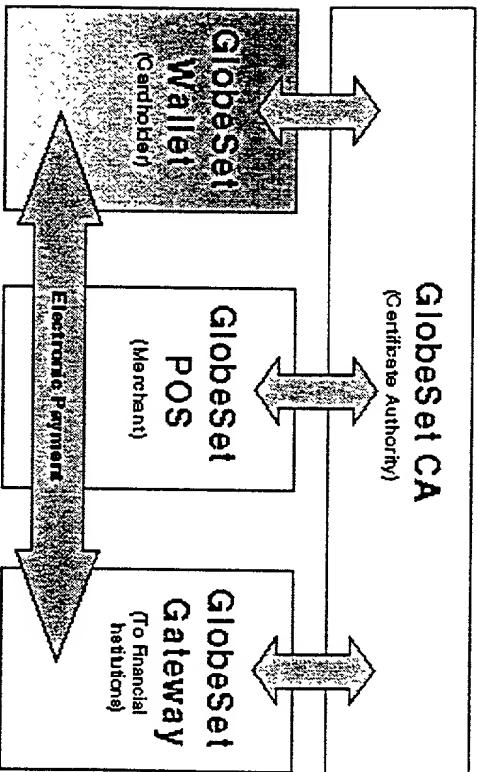 GlobeSet CA
(Certificate Authority)
GlobeSet
Wallet
(Cardholder)
GlobeSet
POS
(Merchant)
GlobeSet
Gateway
(To Financial
Institutions)
Electronic Payment